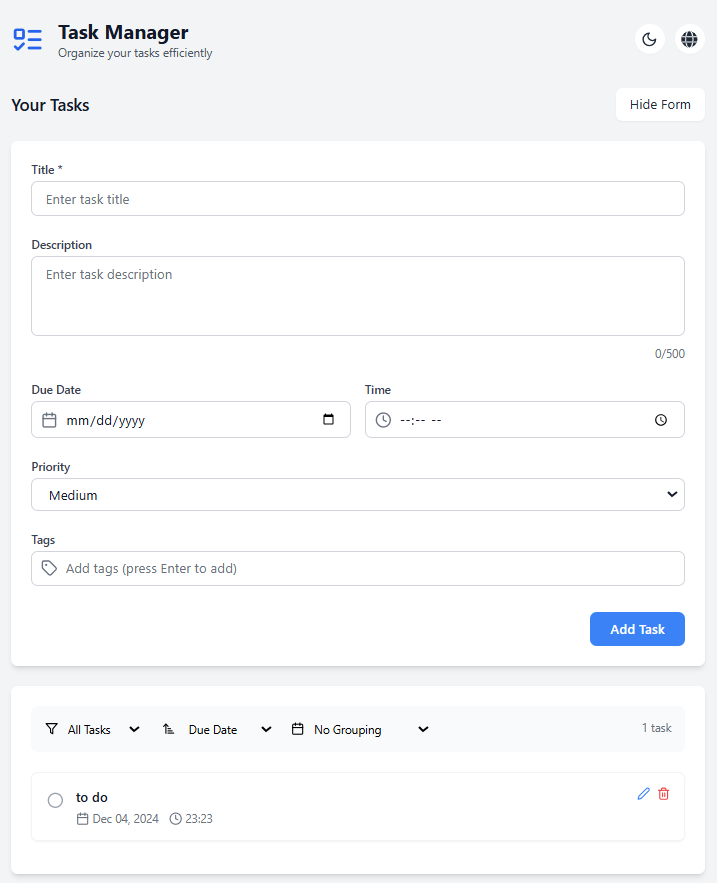 Task Manager
Organize your tasks efficiently
Your Tasks
Hide Form
Title *
Enter task title
Description
Enter task description
0/500
Due Date
Time
mm/dd/yyyy
--:-- --
Priority
Medium
Tags
Add tags (press Enter to add)
Add Task
All Tasks
Due Date
No Grouping
1 task
to do
Dec 04, 2024
23:23